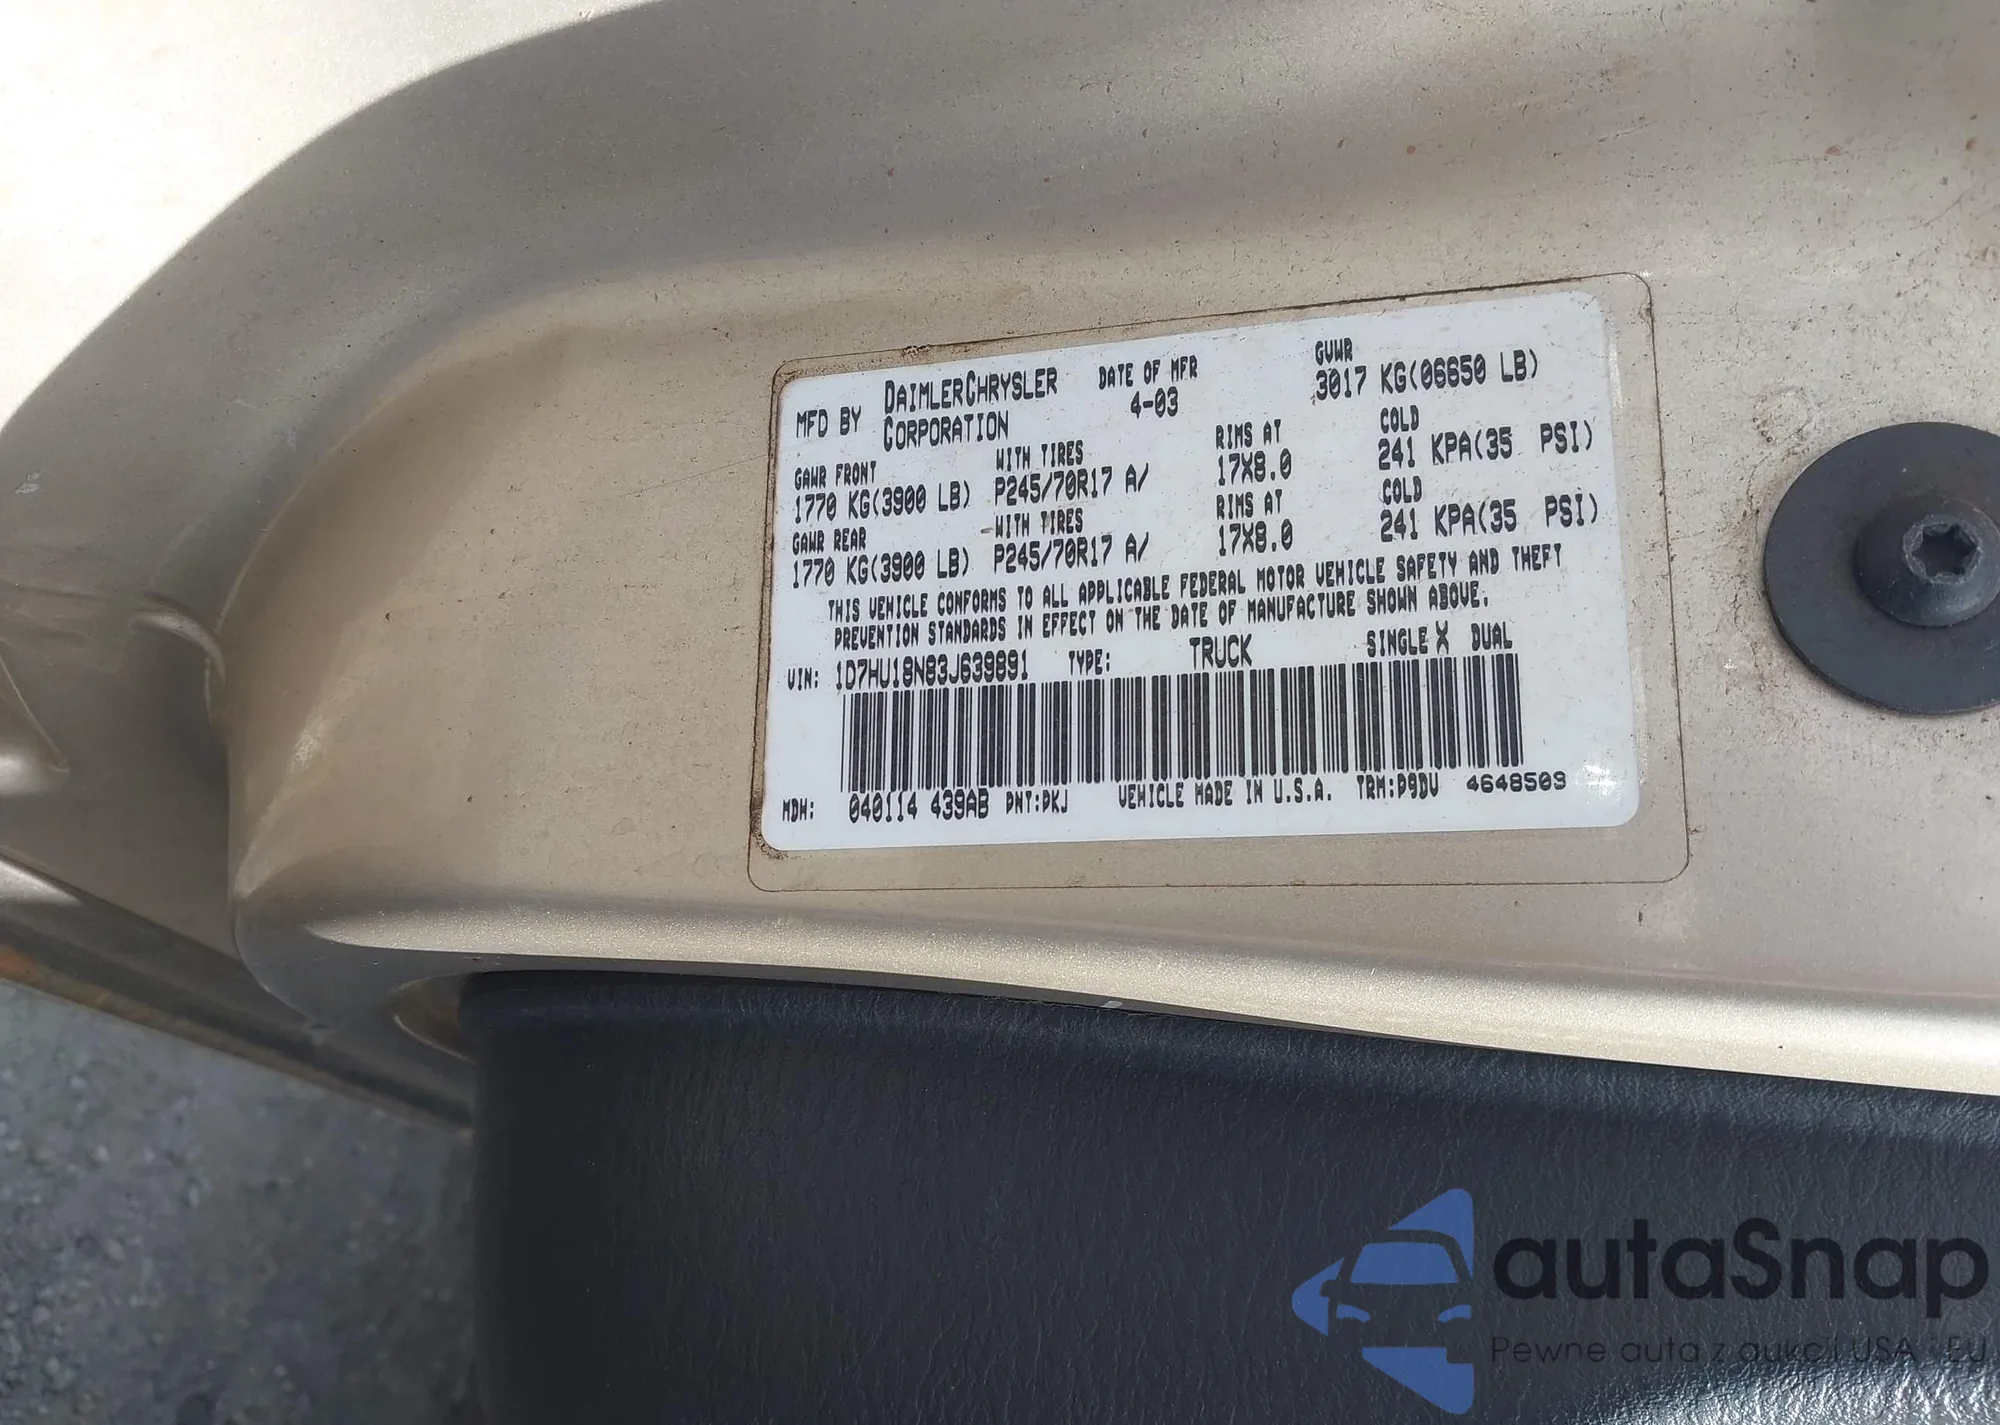 MFD BY DAIMLERCHRYSLER CORPORATION DATE OF MFR 4-03 GVWR 3017 KG(06650 LB)
GAWR FRONT WITH TIRES RIMS AT COLD
1770 KG(3900 LB) P245/70R17 A/ 17X8.0 241 KPA(35 PSI)
GAWR REAR WITH TIRES RIMS AT COLD
1770 KG(3900 LB) P245/70R17 A/ 17X8.0 241 KPA(35 PSI)
THIS VEHICLE CONFORMS TO ALL APPLICABLE FEDERAL MOTOR VEHICLE SAFETY AND THEFT
PREVENTION STANDARDS IN EFFECT ON THE DATE OF MANUFACTURE SHOWN ABOVE.
VIN: 1D7HU18N83J639891 TYPE: TRUCK SINGLE X DUAL
MDH: 040114 439AB PNT:PKJ VEHICLE MADE IN U.S.A. TRM:P9DV 4648509
autaSnap
Pewne auta z aukcji USA i EU